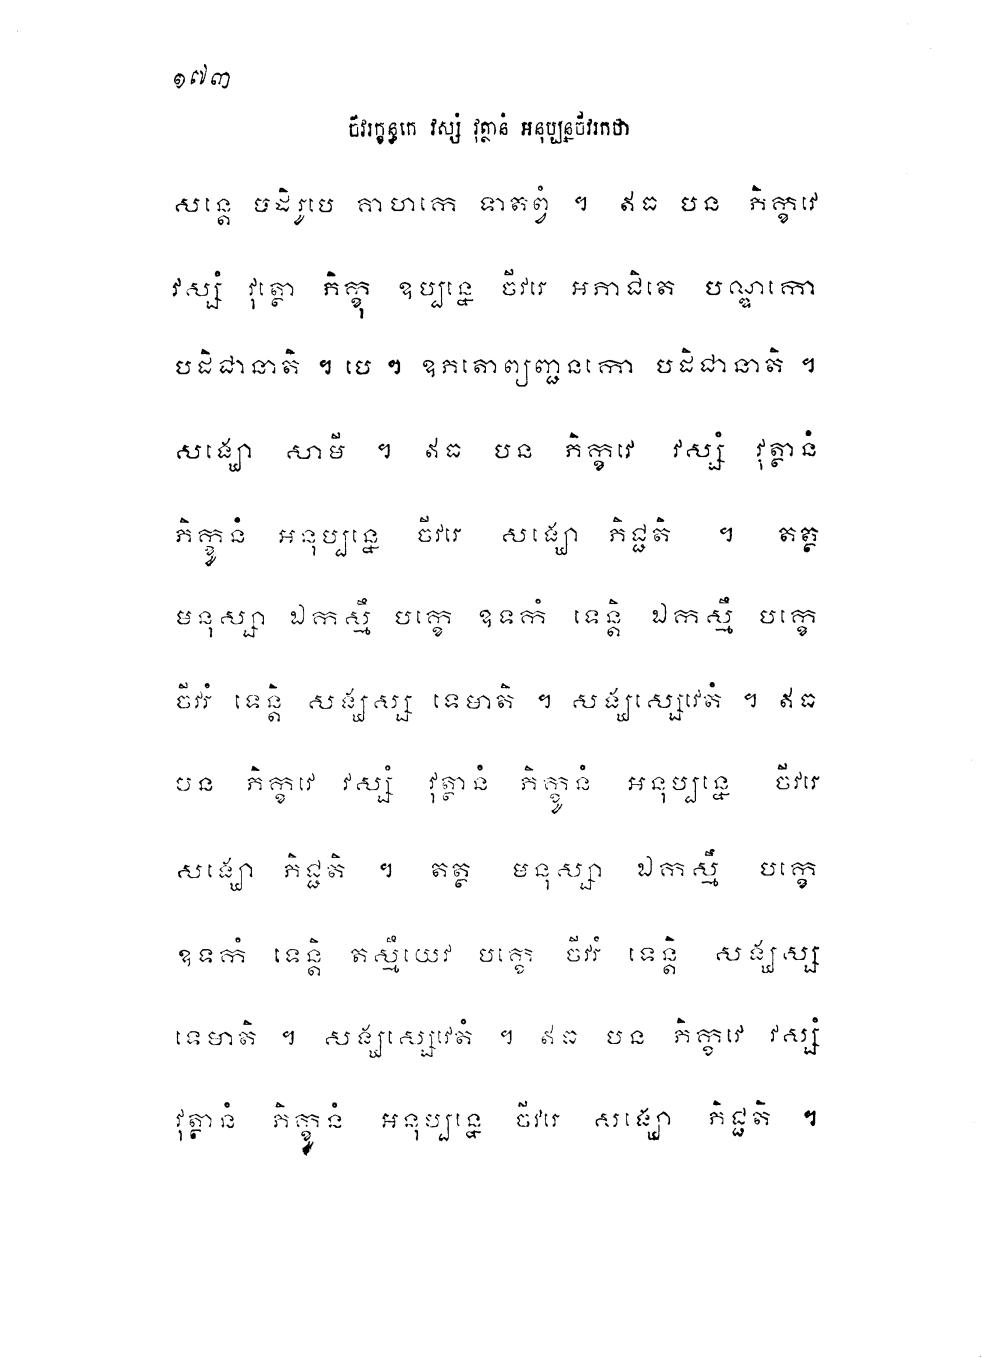 ១៧៣
ចីវរក្ខន្ធកេ វស្សំ វុត្ថានំ អនុប្បន្នចីវរកថា
សន្តេ បដិរូបេ គាហកេ ទាតព្វំ ។ ឥធ បន ភិក្ខវេ
វស្សំ វុត្ថោ ភិក្ខុ ឧប្បន្នេ ចីវរេ អភាជិតេ បណ្ឌកោ
បដិជានាតិ ។ បេ ។ ឧភតោព្យញ្ជនកោ បដិជានាតិ ។
សង្ឃោ សាមី ។ ឥធ បន ភិក្ខវេ វស្សំ វុត្ថានំ
ភិក្ខូនំ អនុប្បន្នេ ចីវរេ សង្ឃោ ភិជ្ជតិ ។ តត្ថ
មនុស្សា ឯកស្មឹ បក្ខេ ឧទកំ ទេន្តិ ឯកស្មឹ បក្ខេ
ចីវរំ ទេន្តិ សង្ឃស្ស ទេមាតិ ។ សង្ឃស្សេវេតំ ។ ឥធ
បន ភិក្ខវេ វស្សំ វុត្ថានំ ភិក្ខូនំ អនុប្បន្នេ ចីវរេ
សង្ឃោ ភិជ្ជតិ ។ តត្ថ មនុស្សា ឯកស្មឹ បក្ខេ
ឧទកំ ទេន្តិ តស្មឹយេវ បក្ខេ ចីវរំ ទេន្តិ សង្ឃស្ស
ទេមាតិ ។ សង្ឃស្សេវេតំ ។ ឥធ បន ភិក្ខវេ វស្សំ
វុត្ថានំ ភិក្ខូនំ អនុប្បន្នេ ចីវរេ សង្ឃោ ភិជ្ជតិ ។